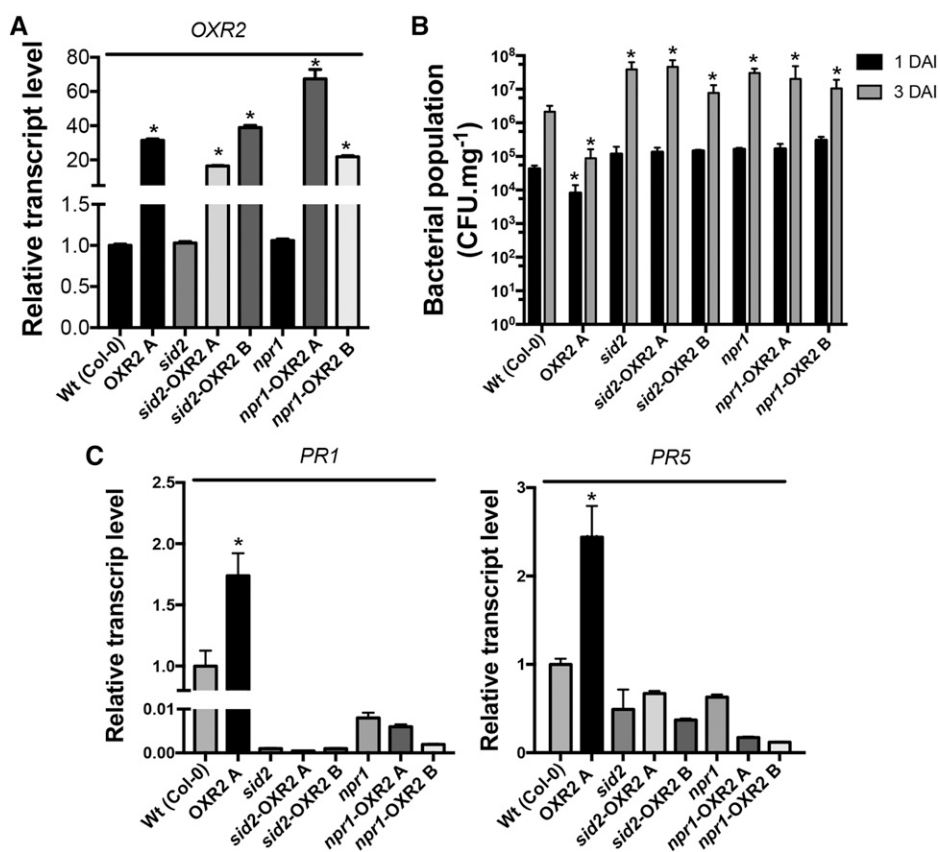 A
OXR2
Relative transcript level
80
60
40
20
1.5
1.0
0.5
0.0
Wt (Col-0)
OXR2 A
sid2
sid2-OXR2 A
sid2-OXR2 B
npr1
npr1-OXR2 A
npr1-OXR2 B
* * * * *
B
Bacterial population
(CFU.mg⁻¹)
10⁸
10⁷
10⁶
10⁵
10⁴
10³
10²
10¹
10⁰
* * * * * * * *
1 DAI
3 DAI
Wt (Col-0)
OXR2 A
sid2
sid2-OXR2 A
sid2-OXR2 B
npr1
npr1-OXR2 A
npr1-OXR2 B
C
PR1
Relative transcrip level
2.5
2.0
1.5
1.0
0.01
0.00
*
Wt (Col-0)
OXR2 A
sid2
sid2-OXR2 A
sid2-OXR2 B
npr1
npr1-OXR2 A
npr1-OXR2 B
PR5
Relative transcript level
3
2
1
0
*
Wt (Col-0)
OXR2 A
sid2
sid2-OXR2 A
sid2-OXR2 B
npr1
npr1-OXR2 A
npr1-OXR2 B